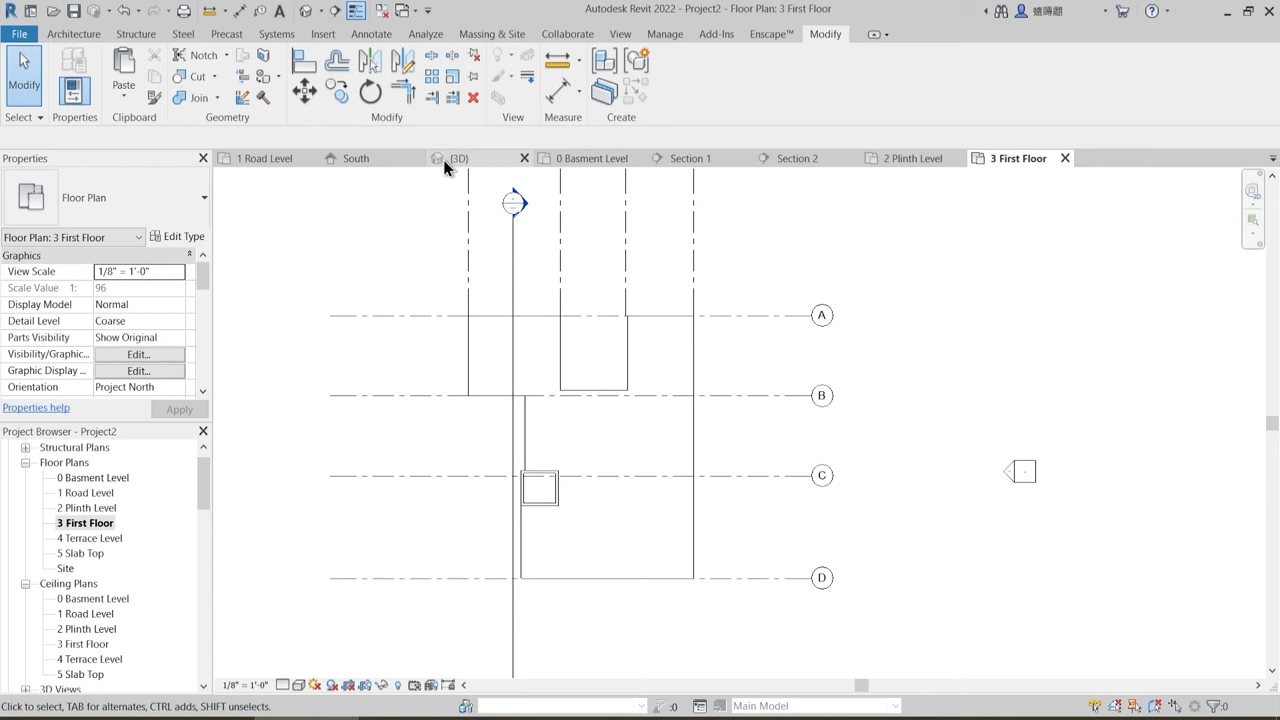 Autodesk Revit 2022 - Project2 - Floor Plan: 3 First Floor
File Architecture Structure Steel Precast Systems Insert Annotate Analyze Massing & Site Collaborate View Manage Add-Ins Enscape™ Modify
Modify
Paste
Notch
Cut
Join
Select Properties Clipboard Geometry Modify View Measure Create
Properties
1 Road Level South {3D} 0 Basment Level Section 1 Section 2 2 Plinth Level 3 First Floor
Floor Plan
Floor Plan: 3 First Floor Edit Type
Graphics
View Scale 1/8" = 1'-0"
Scale Value 1: 96
Display Model Normal
Detail Level Coarse
Parts Visibility Show Original
Visibility/Graphic... Edit...
Graphic Display ... Edit...
Orientation Project North
Properties help Apply
Project Browser - Project2
Structural Plans
Floor Plans
0 Basment Level
1 Road Level
2 Plinth Level
3 First Floor
4 Terrace Level
5 Slab Top
Site
Ceiling Plans
0 Basment Level
1 Road Level
2 Plinth Level
3 First Floor
4 Terrace Level
5 Slab Top
3D Views
A
B
C
D
1/8" = 1'-0"
Click to select, TAB for alternates, CTRL adds, SHIFT unselects.
:0
Main Model
:0